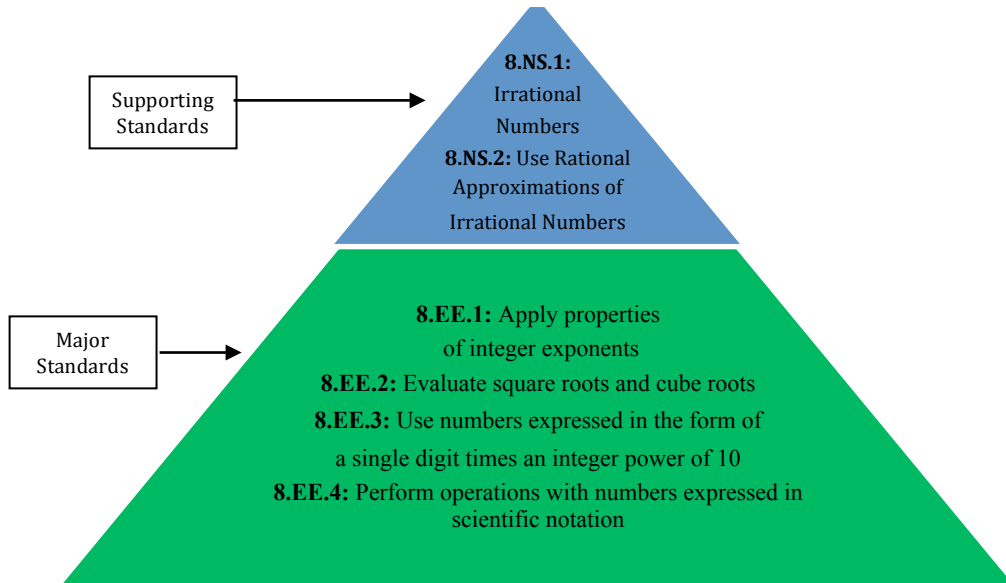 8.NS.1:
Irrational
Numbers
8.NS.2: Use Rational
Approximations of
Irrational Numbers
Supporting
Standards
8.EE.1: Apply properties
of integer exponents
8.EE.2: Evaluate square roots and cube roots
8.EE.3: Use numbers expressed in the form of
a single digit times an integer power of 10
8.EE.4: Perform operations with numbers expressed in
scientific notation
Major
Standards